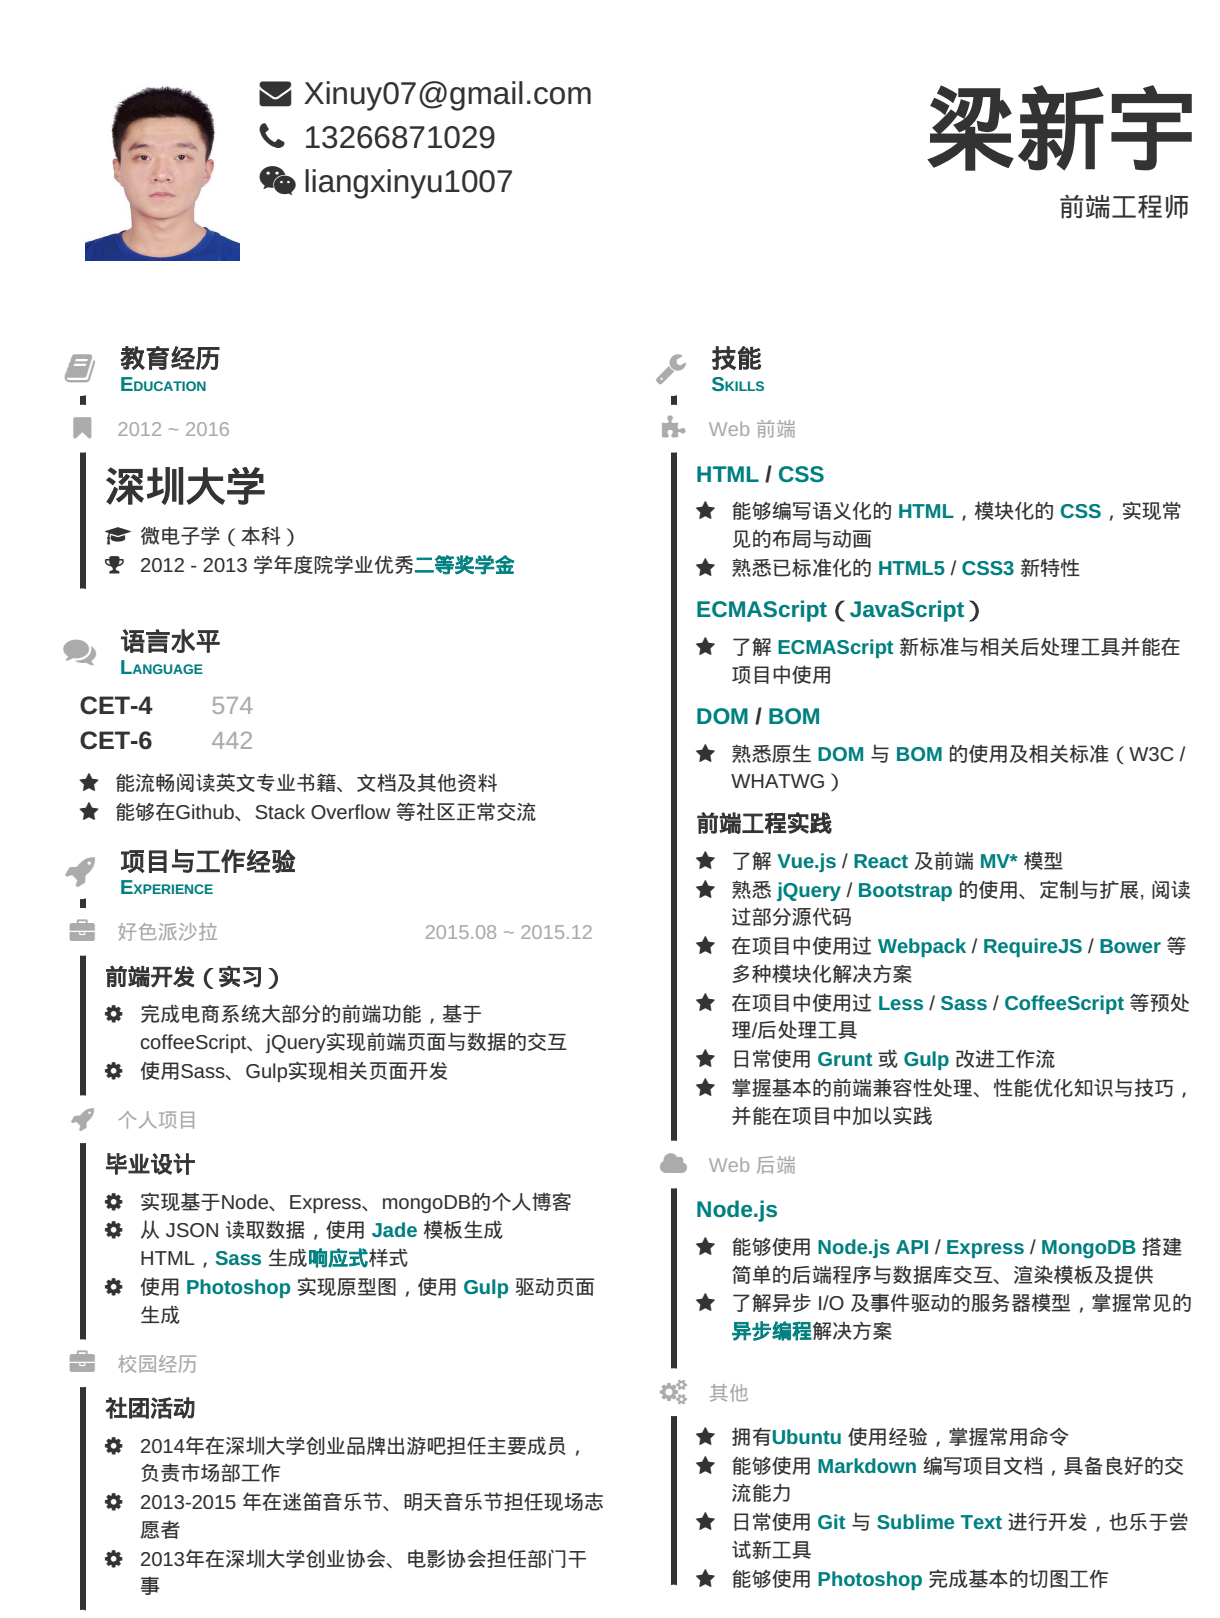 Xinuy07@gmail.com
13266871029
liangxinyu1007
梁新宇
前端工程师
教育经历
EDUCATION
2012 ~ 2016
深圳大学
微电子学（本科）
2012 - 2013 学年度院学业优秀二等奖学金
语言水平
LANGUAGE
CET-4 574
CET-6 442
能流畅阅读英文专业书籍、文档及其他资料
能够在Github、Stack Overflow 等社区正常交流
项目与工作经验
EXPERIENCE
好色派沙拉 2015.08 ~ 2015.12
前端开发（实习）
完成电商系统大部分的前端功能，基于
coffeeScript、jQuery实现前端页面与数据的交互
使用Sass、Gulp实现相关页面开发
个人项目
毕业设计
实现基于Node、Express、mongoDB的个人博客
从 JSON 读取数据，使用 Jade 模板生成
HTML，Sass 生成响应式样式
使用 Photoshop 实现原型图，使用 Gulp 驱动页面
生成
校园经历
社团活动
2014年在深圳大学创业品牌出游吧担任主要成员，
负责市场部工作
2013-2015 年在迷笛音乐节、明天音乐节担任现场志
愿者
2013年在深圳大学创业协会、电影协会担任部门干
事
技能
SKILLS
Web 前端
HTML / CSS
能够编写语义化的 HTML，模块化的 CSS，实现常
见的布局与动画
熟悉已标准化的 HTML5 / CSS3 新特性
ECMAScript（JavaScript）
了解 ECMAScript 新标准与相关后处理工具并能在
项目中使用
DOM / BOM
熟悉原生 DOM 与 BOM 的使用及相关标准（W3C /
WHATWG）
前端工程实践
了解 Vue.js / React 及前端 MV* 模型
熟悉 jQuery / Bootstrap 的使用、定制与扩展, 阅读
过部分源代码
在项目中使用过 Webpack / RequireJS / Bower 等
多种模块化解决方案
在项目中使用过 Less / Sass / CoffeeScript 等预处
理/后处理工具
日常使用 Grunt 或 Gulp 改进工作流
掌握基本的前端兼容性处理、性能优化知识与技巧，
并能在项目中加以实践
Web 后端
Node.js
能够使用 Node.js API / Express / MongoDB 搭建
简单的后端程序与数据库交互、渲染模板及提供
了解异步 I/O 及事件驱动的服务器模型，掌握常见的
异步编程解决方案
其他
拥有Ubuntu 使用经验，掌握常用命令
能够使用 Markdown 编写项目文档，具备良好的交
流能力
日常使用 Git 与 Sublime Text 进行开发，也乐于尝
试新工具
能够使用 Photoshop 完成基本的切图工作